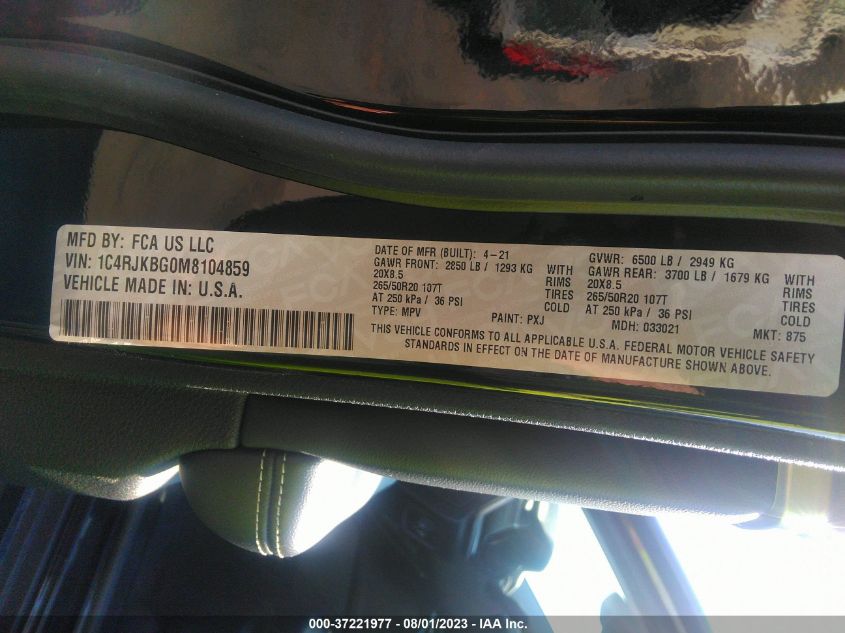 MFD BY: FCA US LLC
VIN: 1C4RJKBG0M8104859
VEHICLE MADE IN: U.S.A.
DATE OF MFR (BUILT): 4-21
GAWR FRONT: 2850 LB / 1293 KG WITH
20X8.5 RIMS
265/50R20 107T TIRES
AT 250 kPa / 36 PSI COLD
TYPE: MPV PAINT: PXJ
GVWR: 6500 LB / 2949 KG
GAWR REAR: 3700 LB / 1679 KG WITH
20X8.5 RIMS
265/50R20 107T TIRES
AT 250 kPa / 36 PSI COLD
MDH: 033021 MKT: 875
THIS VEHICLE CONFORMS TO ALL APPLICABLE U.S.A. FEDERAL MOTOR VEHICLE SAFETY
STANDARDS IN EFFECT ON THE DATE OF MANUFACTURE SHOWN ABOVE.
000-37221977 - 08/01/2023 - IAA Inc.